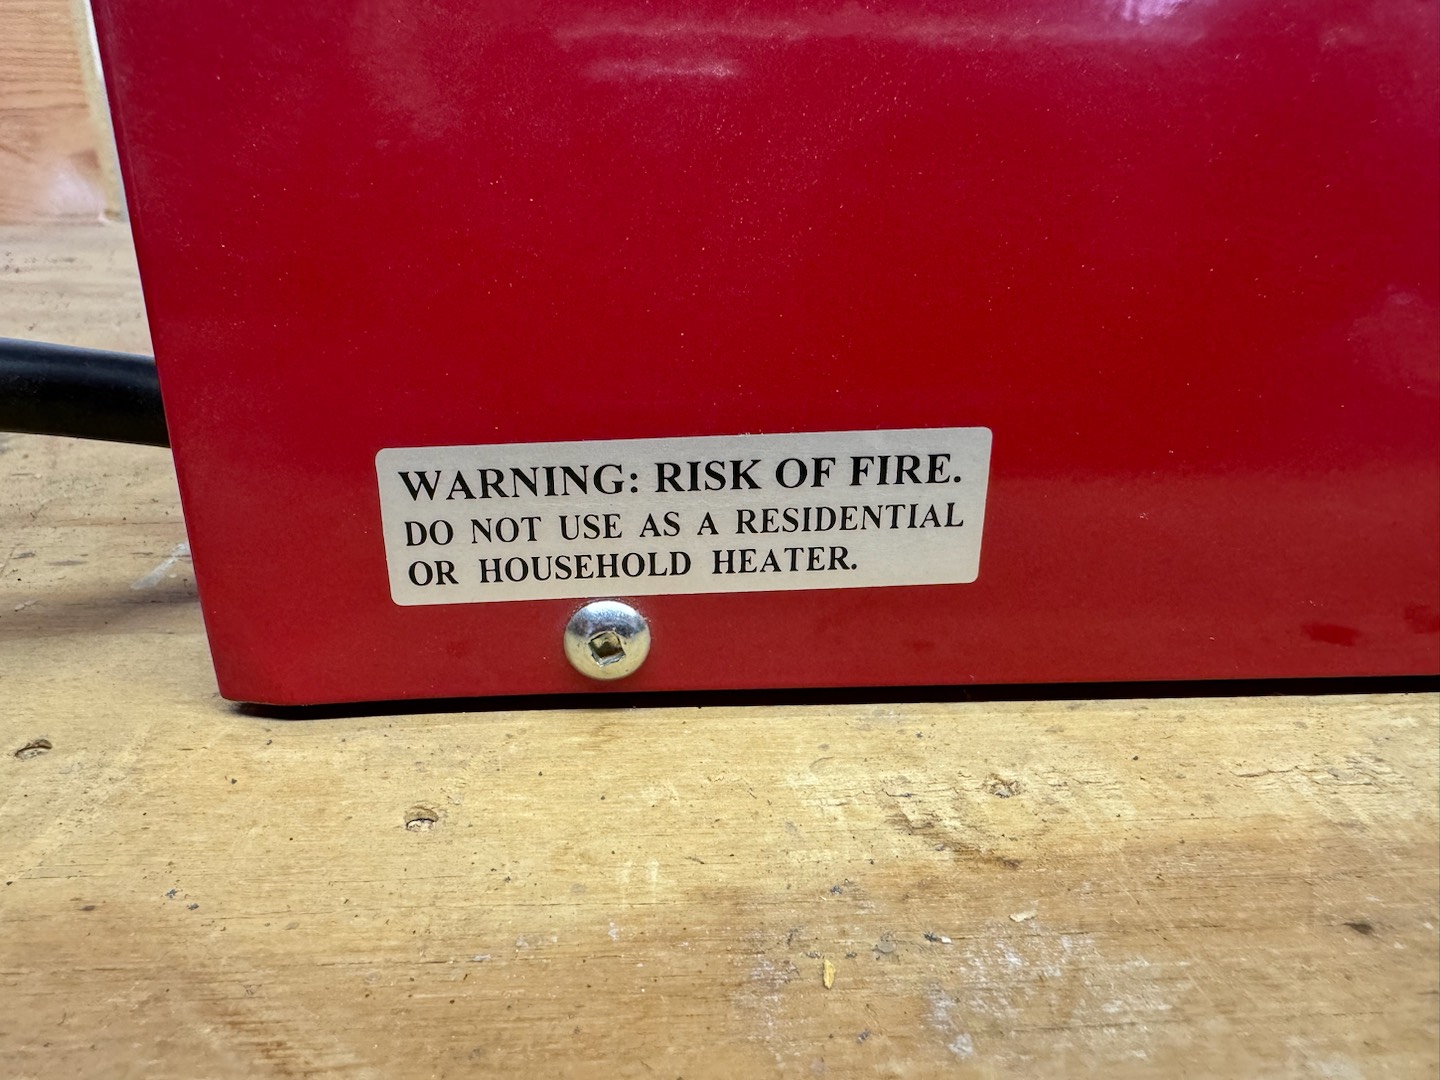 WARNING: RISK OF FIRE.
DO NOT USE AS A RESIDENTIAL
OR HOUSEHOLD HEATER.